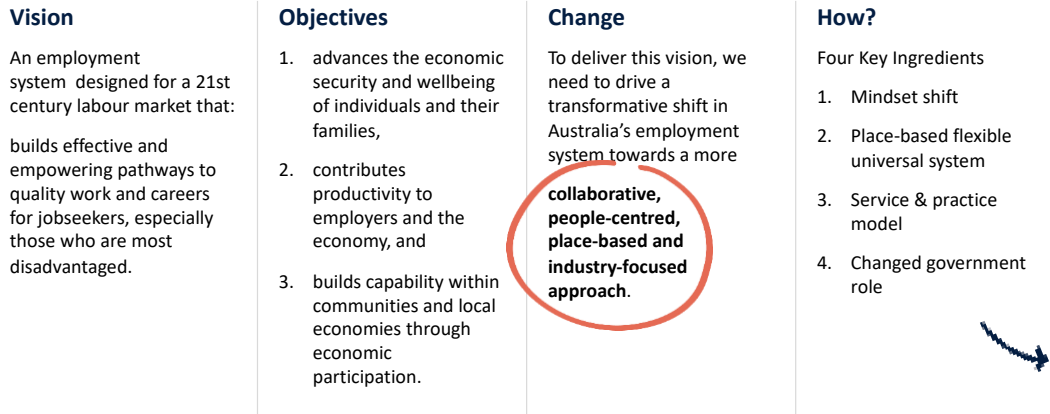 Vision
An employment
system  designed for a 21st
century labour market that:
builds effective and
empowering pathways to
quality work and careers
for jobseekers, especially
those who are most
disadvantaged.
Objectives
1. advances the economic
security and wellbeing
of individuals and their
families,
2. contributes
productivity to
employers and the
economy, and
3. builds capability within
communities and local
economies through
economic
participation.
Change
To deliver this vision, we
need to drive a
transformative shift in
Australia’s employment
system towards a more
collaborative,
people-centred,
place-based and
industry-focused
approach.
How?
Four Key Ingredients
1. Mindset shift
2. Place-based flexible
universal system
3. Service & practice
model
4. Changed government
role